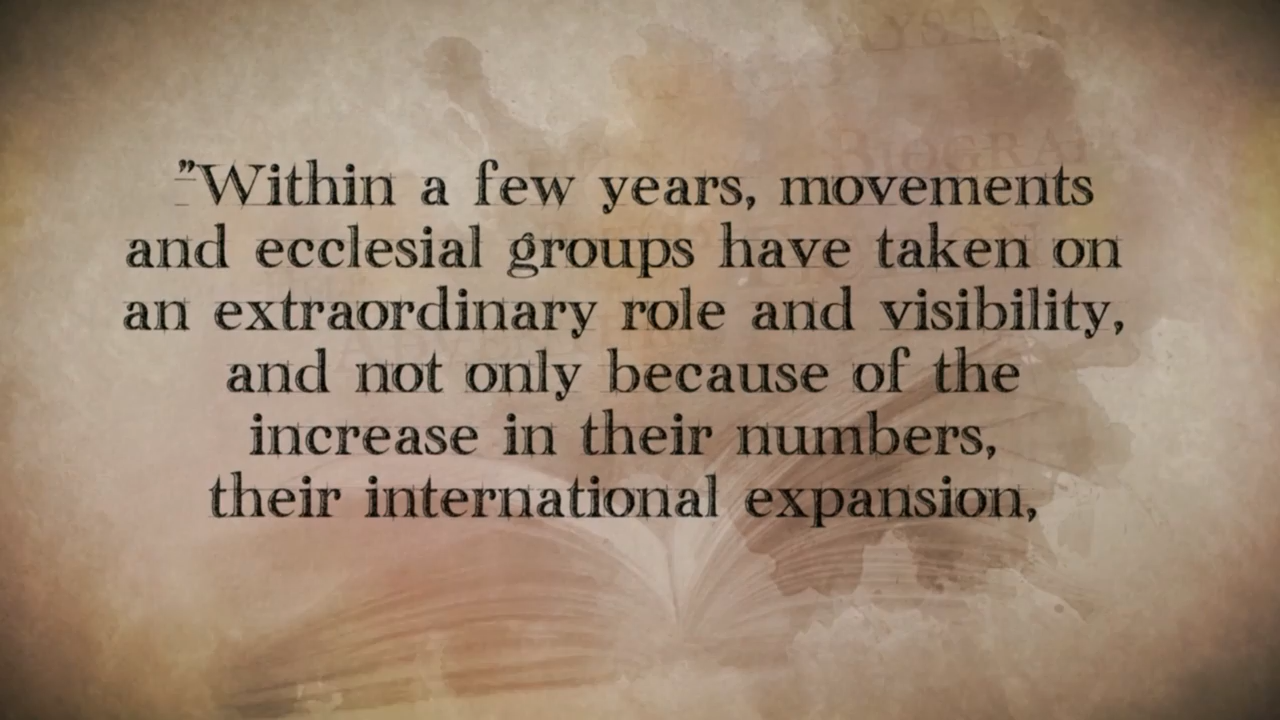 "Within a few years, movements
and ecclesial groups have taken on
an extraordinary role and visibility,
and not only because of the
increase in their numbers,
their international expansion,